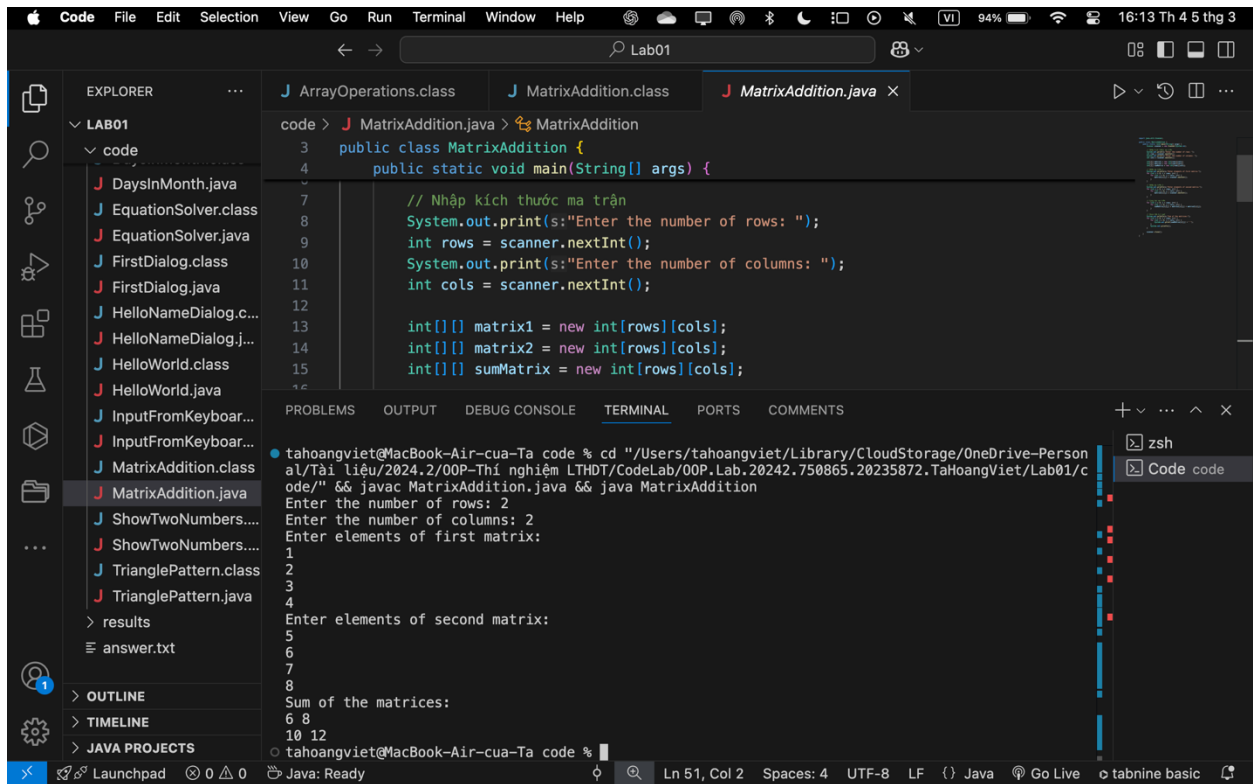 Code File Edit Selection View Go Run Terminal Window Help VI 94% 16:13 Th 4 5 thg 3
Lab01
EXPLORER
LAB01
code
DaysInMonth.java
EquationSolver.class
EquationSolver.java
FirstDialog.class
FirstDialog.java
HelloNameDialog.c...
HelloNameDialog.j...
HelloWorld.class
HelloWorld.java
InputFromKeyboar...
InputFromKeyboar...
MatrixAddition.class
MatrixAddition.java
ShowTwoNumbers....
ShowTwoNumbers....
TrianglePattern.class
TrianglePattern.java
results
answer.txt
OUTLINE
TIMELINE
JAVA PROJECTS
J ArrayOperations.class J MatrixAddition.class J MatrixAddition.java
code > J MatrixAddition.java > MatrixAddition
3 public class MatrixAddition {
4 public static void main(String[] args) {
7 // Nhập kích thước ma trận
8 System.out.print(s:"Enter the number of rows: ");
9 int rows = scanner.nextInt();
10 System.out.print(s:"Enter the number of columns: ");
11 int cols = scanner.nextInt();
12
13 int[][] matrix1 = new int[rows][cols];
14 int[][] matrix2 = new int[rows][cols];
15 int[][] sumMatrix = new int[rows][cols];
PROBLEMS OUTPUT DEBUG CONSOLE TERMINAL PORTS COMMENTS
zsh
Code code
tahoangviet@MacBook-Air-cua-Ta code % cd "/Users/tahoangviet/Library/CloudStorage/OneDrive-Person
al/Tài liệu/2024.2/OOP-Thí nghiệm LTHDT/CodeLab/OOP.Lab.20242.750865.20235872.TaHoangViet/Lab01/c
ode/" && javac MatrixAddition.java && java MatrixAddition
Enter the number of rows: 2
Enter the number of columns: 2
Enter elements of first matrix:
1
2
3
4
Enter elements of second matrix:
5
6
7
8
Sum of the matrices:
6 8
10 12
tahoangviet@MacBook-Air-cua-Ta code %
Launchpad 0 0 Java: Ready Ln 51, Col 2 Spaces: 4 UTF-8 LF {} Java Go Live tabnine basic